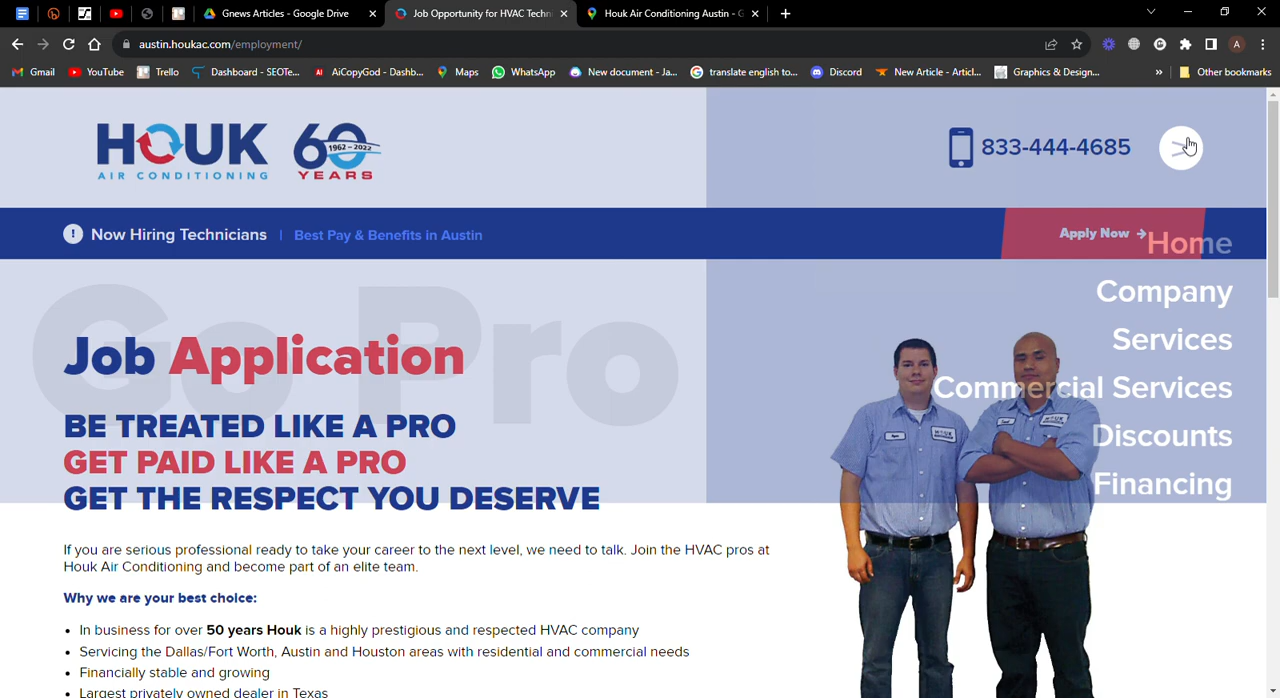 Gnews Articles - Google Drive
Job Opportunity for HVAC Techn
Houk Air Conditioning Austin - G
austin.houkac.com/employment/
A
Gmail YouTube Trello Dashboard - SEOTe... AiCopyGod - Dashb... Maps WhatsApp New document - Ja... translate english to... Discord New Article - Articl... Graphics & Design... » Other bookmarks
HOUK
AIR CONDITIONING
60
1962 - 2022
YEARS
833-444-4685
! Now Hiring Technicians | Best Pay & Benefits in Austin
Apply Now →
Home
Company
Services
Commercial Services
Discounts
Financing
Go Pro
Job Application
BE TREATED LIKE A PRO
GET PAID LIKE A PRO
GET THE RESPECT YOU DESERVE
If you are serious professional ready to take your career to the next level, we need to talk. Join the HVAC pros at
Houk Air Conditioning and become part of an elite team.
Why we are your best choice:
• In business for over 50 years Houk is a highly prestigious and respected HVAC company
• Servicing the Dallas/Fort Worth, Austin and Houston areas with residential and commercial needs
• Financially stable and growing
• Largest privately owned dealer in Texas